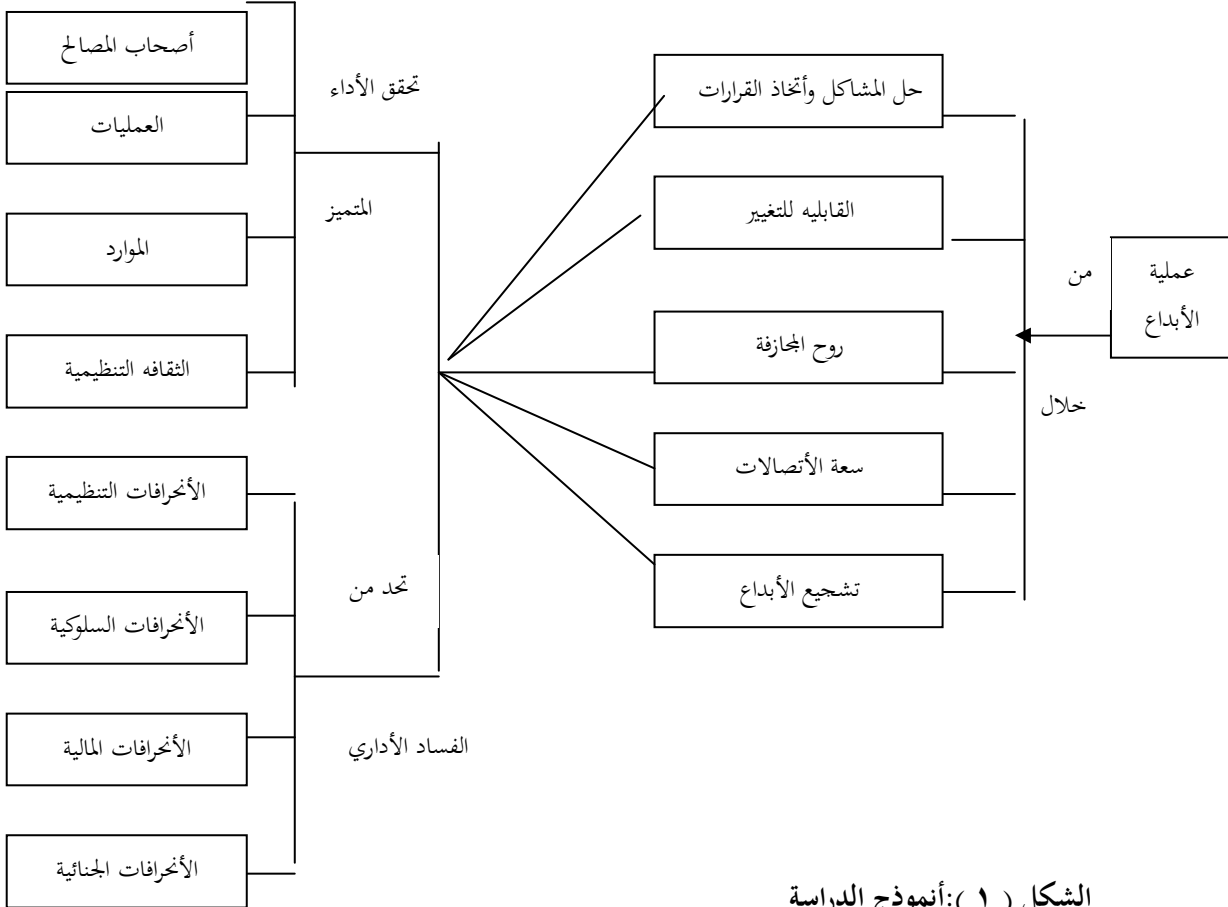 عملية
الأبداع
من
خلال
حل المشاكل وأتخاذ القرارات
القابليه للتغيير
روح المجازفة
سعة الأتصالات
تشجيع الأبداع
تحقق الأداء
المتميز
تحد من
الفساد الأداري
أصحاب المصالح
العمليات
الموارد
الثقافه التنظيمية
الأنحرافات التنظيمية
الأنحرافات السلوكية
الأنحرافات المالية
الأنحرافات الجنائية
الشكل ( ١ ):أنموذج الدراسة